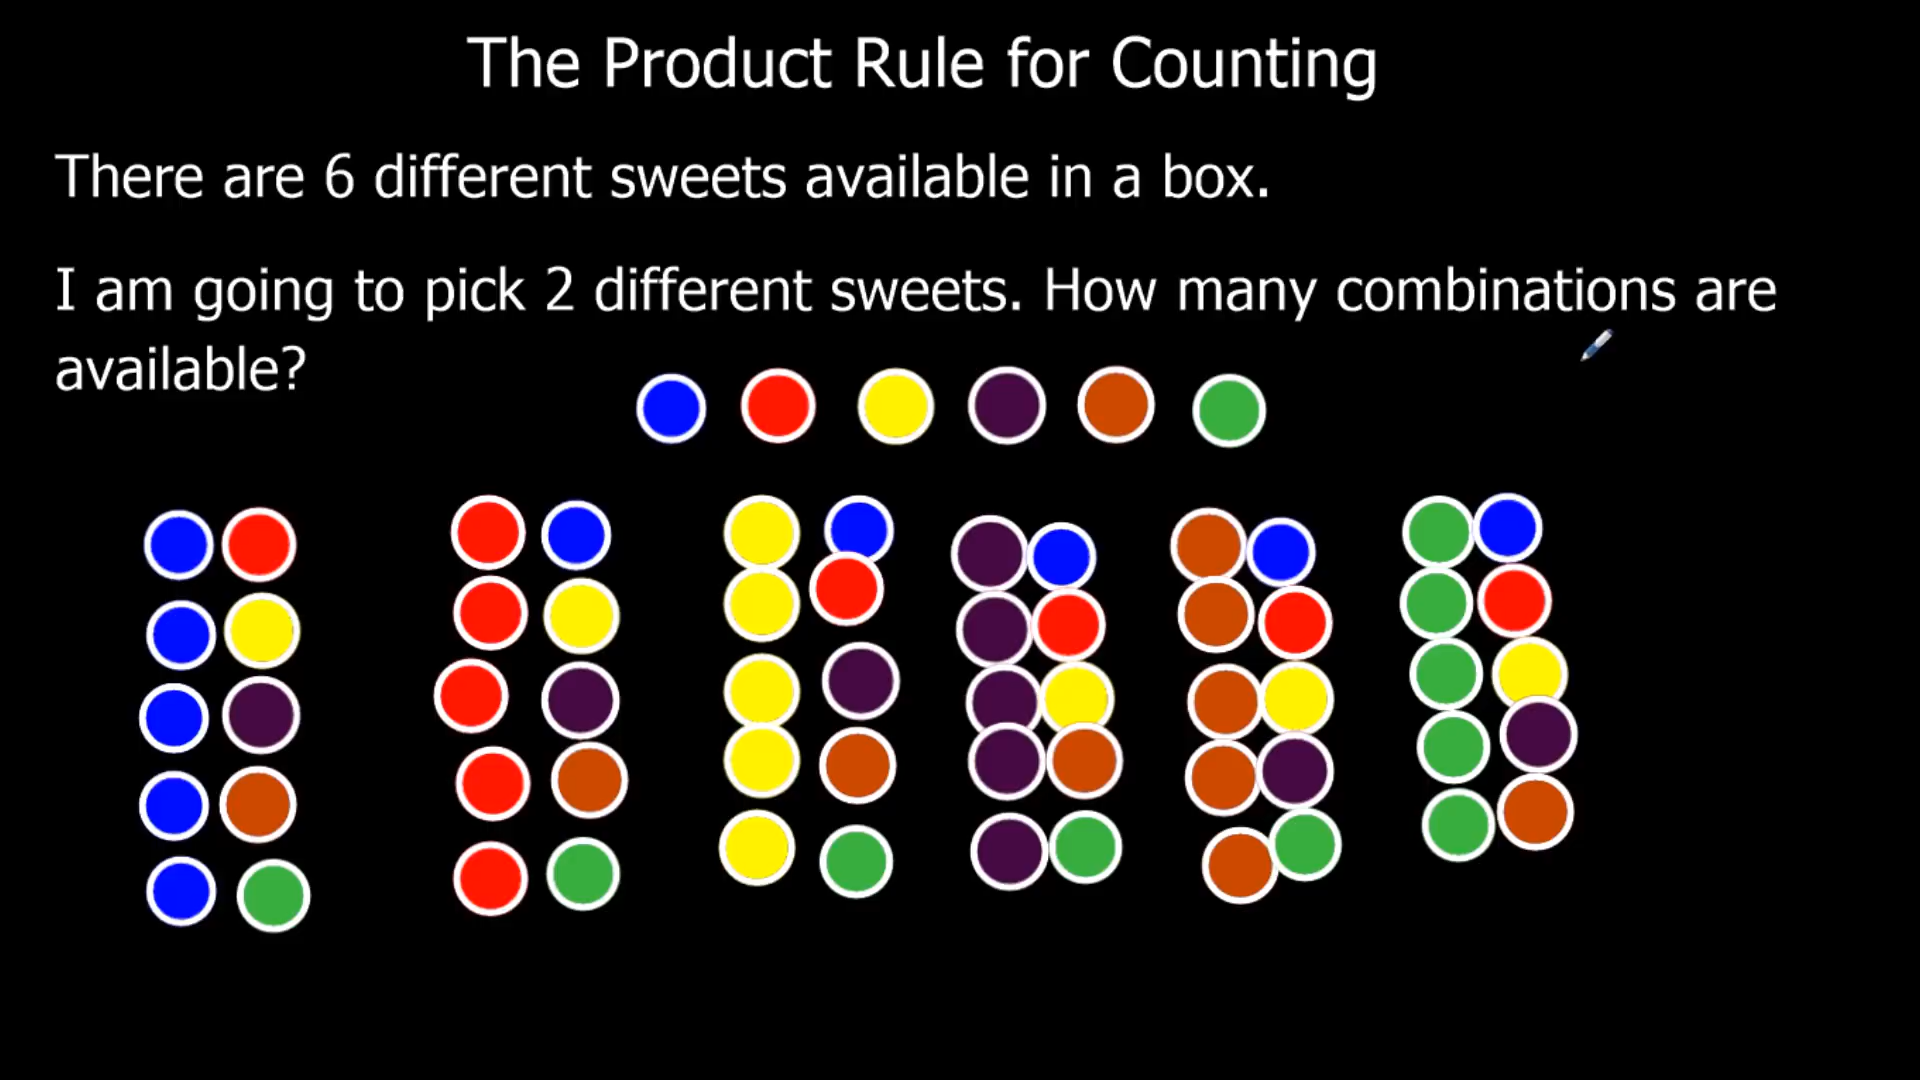 The Product Rule for Counting
There are 6 different sweets available in a box.
I am going to pick 2 different sweets. How many combinations are
available?